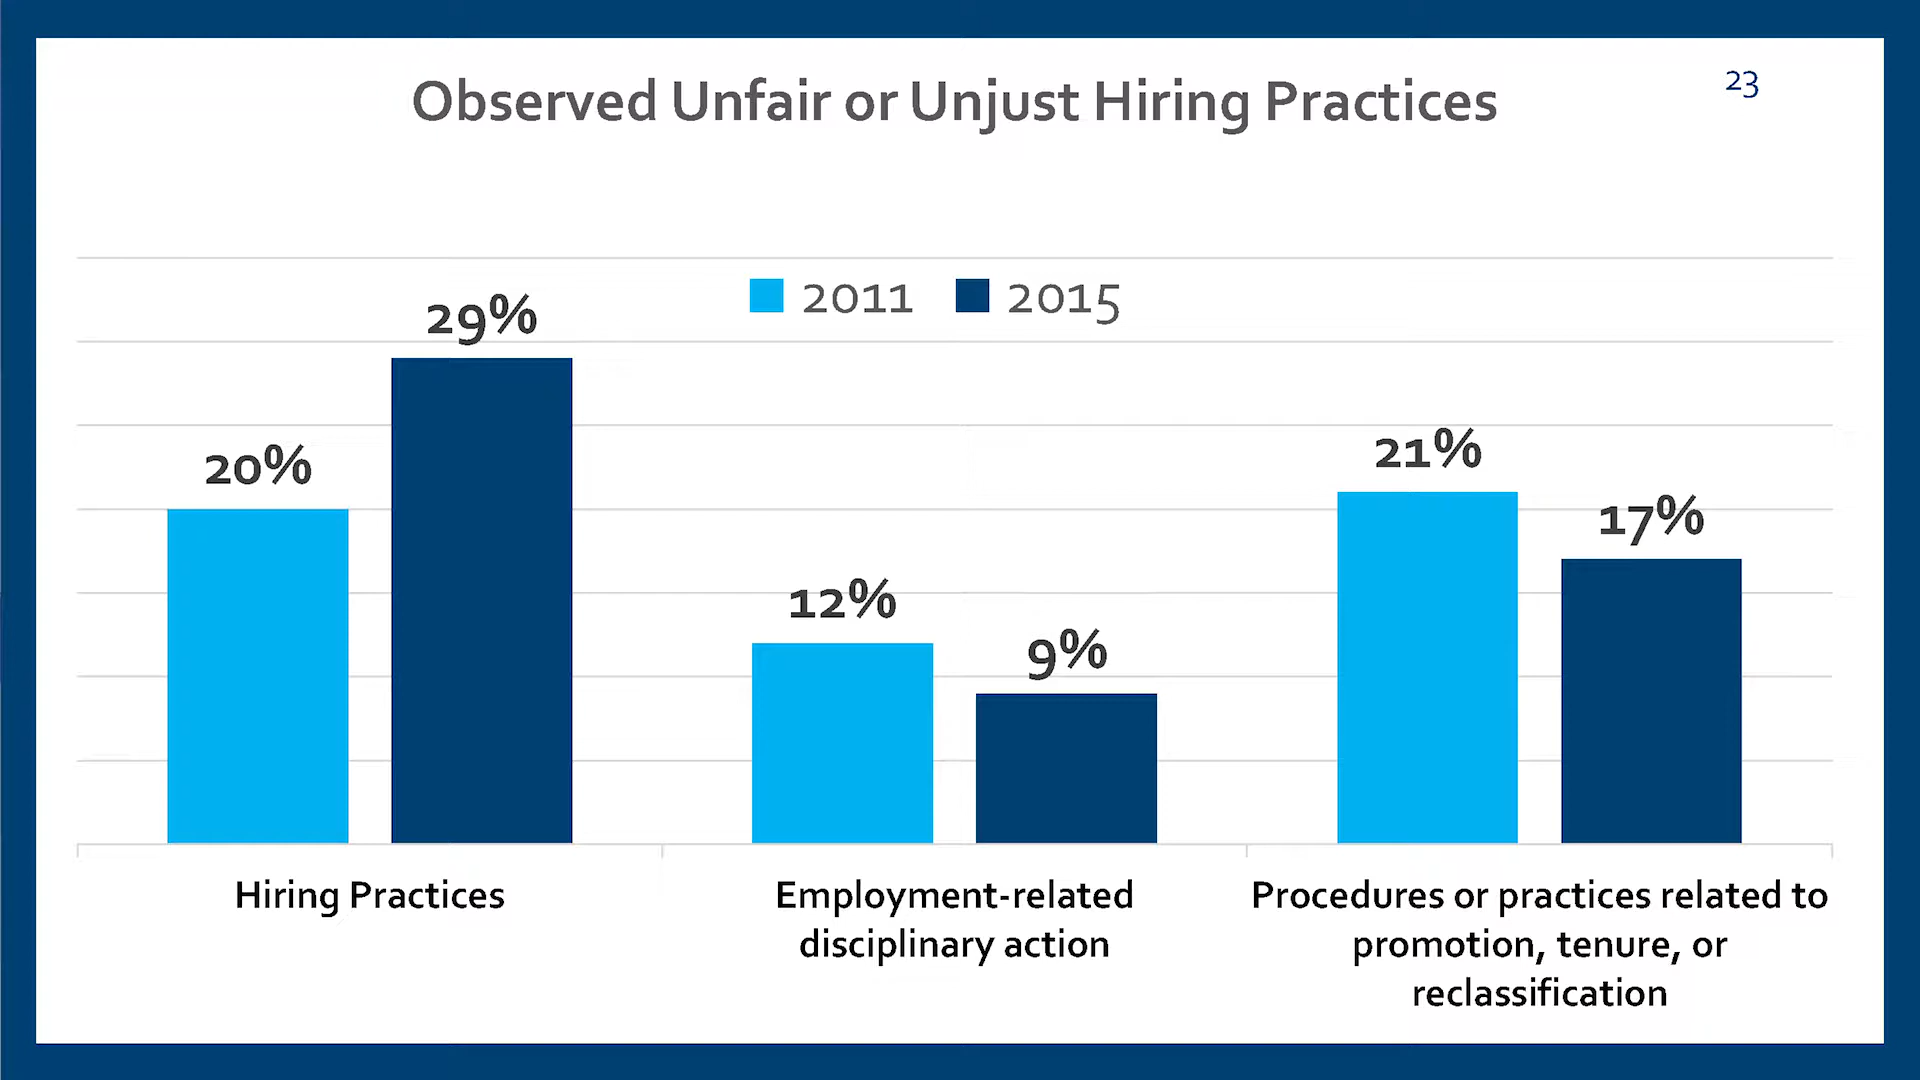 Observed Unfair or Unjust Hiring Practices
23
2011
2015
29%
20%
12%
9%
21%
17%
Hiring Practices
Employment-related
disciplinary action
Procedures or practices related to
promotion, tenure, or
reclassification